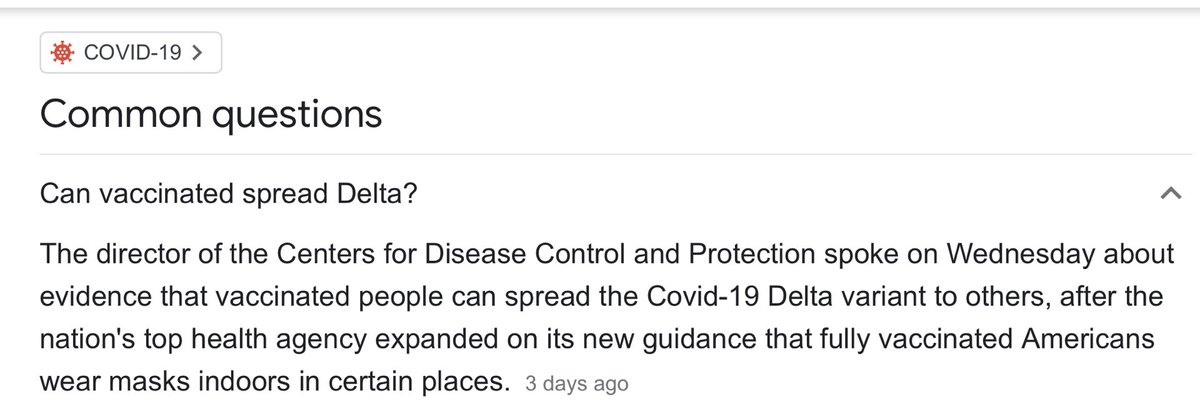 COVID-19 >
Common questions
Can vaccinated spread Delta?
The director of the Centers for Disease Control and Protection spoke on Wednesday about
evidence that vaccinated people can spread the Covid-19 Delta variant to others, after the
nation's top health agency expanded on its new guidance that fully vaccinated Americans
wear masks indoors in certain places. 3 days ago